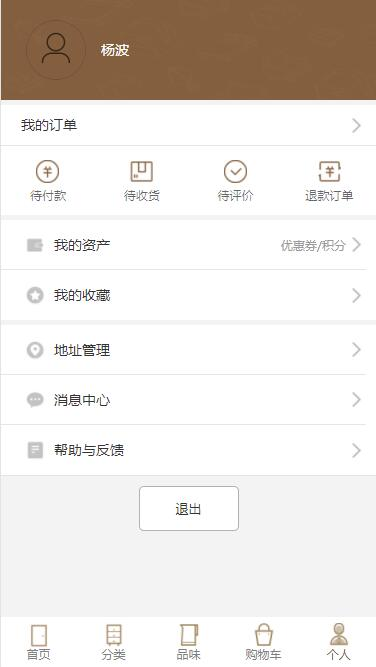 杨波
我的订单
待付款 待收货 待评价 退款订单
我的资产 优惠券/积分
我的收藏
地址管理
消息中心
帮助与反馈
退出
首页 分类 品味 购物车 个人